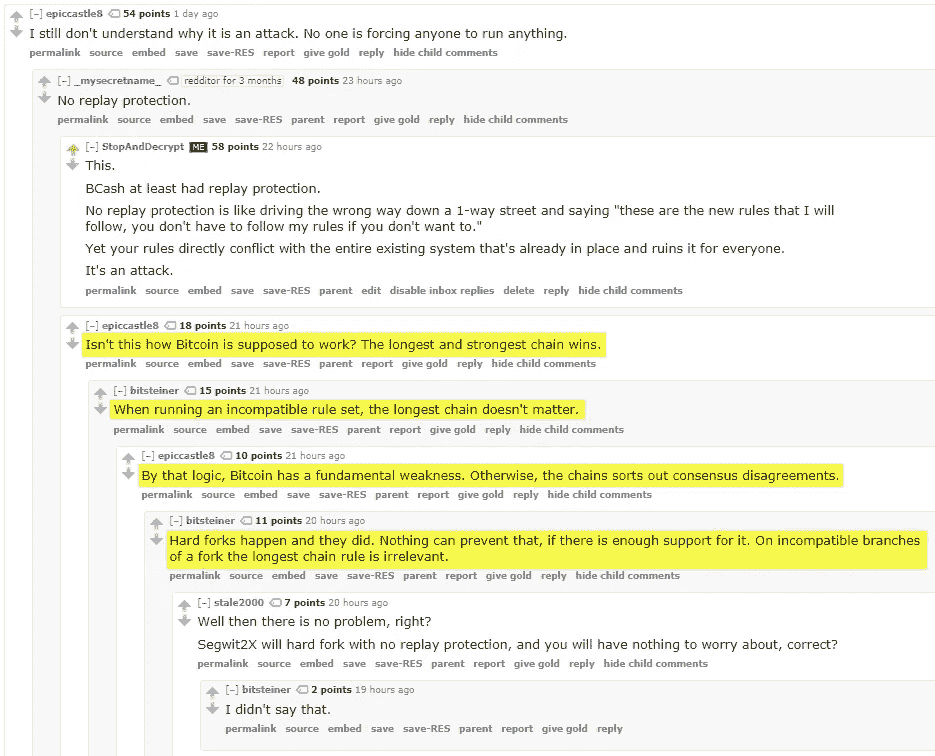 [-] epiccastle8 54 points 1 day ago
I still don't understand why it is an attack. No one is forcing anyone to run anything.
permalink source embed save save-RES report give gold reply hide child comments
[-] _mysecretname_ redditor for 3 months 48 points 23 hours ago
No replay protection.
permalink source embed save save-RES parent report give gold reply hide child comments
[-] StopAndDecrypt ME 58 points 22 hours ago
This.
BCash at least had replay protection.
No replay protection is like driving the wrong way down a 1-way street and saying "these are the new rules that I will
follow, you don't have to follow my rules if you don't want to."
Yet your rules directly conflict with the entire existing system that's already in place and ruins it for everyone.
It's an attack.
permalink source embed save save-RES parent edit disable inbox replies delete reply hide child comments
[-] epiccastle8 18 points 21 hours ago
Isn't this how Bitcoin is supposed to work? The longest and strongest chain wins.
permalink source embed save save-RES parent report give gold reply hide child comments
[-] bitsteiner 15 points 21 hours ago
When running an incompatible rule set, the longest chain doesn't matter.
permalink source embed save save-RES parent report give gold reply hide child comments
[-] epiccastle8 10 points 21 hours ago
By that logic, Bitcoin has a fundamental weakness. Otherwise, the chains sorts out consensus disagreements.
permalink source embed save save-RES parent report give gold reply hide child comments
[-] bitsteiner 11 points 20 hours ago
Hard forks happen and they did. Nothing can prevent that, if there is enough support for it. On incompatible branches
of a fork the longest chain rule is irrelevant.
permalink source embed save save-RES parent report give gold reply hide child comments
[-] stale2000 7 points 20 hours ago
Well then there is no problem, right?
Segwit2X will hard fork with no replay protection, and you will have nothing to worry about, correct?
permalink source embed save save-RES parent report give gold reply hide child comments
[-] bitsteiner 2 points 19 hours ago
I didn't say that.
permalink source embed save save-RES parent report give gold reply